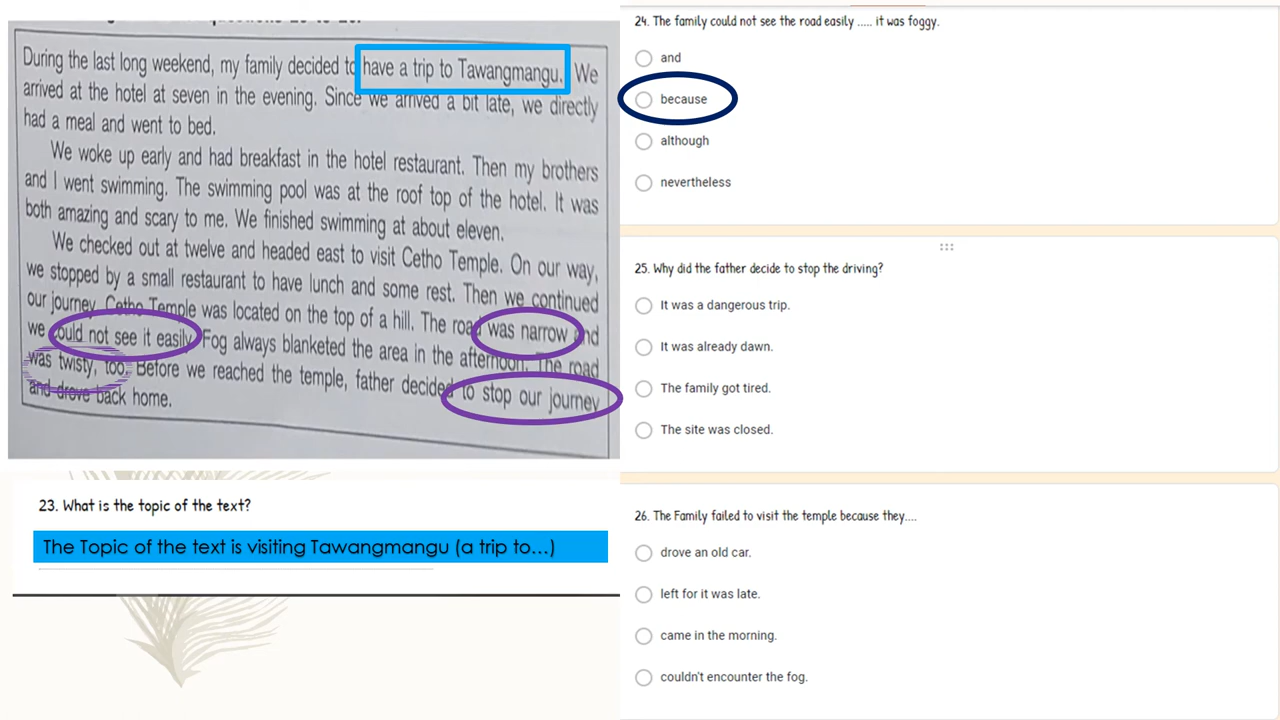 During the last long weekend, my family decided to have a trip to Tawangmangu. We
arrived at the hotel at seven in the evening. Since we arrived a bit late, we directly
had a meal and went to bed.
We woke up early and had breakfast in the hotel restaurant. Then my brothers
and I went swimming. The swimming pool was at the roof top of the hotel. It was
both amazing and scary to me. We finished swimming at about eleven.
We checked out at twelve and headed east to visit Cetho Temple. On our way,
we stopped by a small restaurant to have lunch and some rest. Then we continued
our journey. Cetho Temple was located on the top of a hill. The road was narrow and
we could not see it easily. Fog always blanketed the area in the afternoon. The road
was twisty, too. Before we reached the temple, father decided to stop our journey
and drove back home.
23. What is the topic of the text?
The Topic of the text is visiting Tawangmangu (a trip to…)
24. The family could not see the road easily ..... it was foggy.
and
because
although
nevertheless
25. Why did the father decide to stop the driving?
It was a dangerous trip.
It was already dawn.
The family got tired.
The site was closed.
26. The Family failed to visit the temple because they....
drove an old car.
left for it was late.
came in the morning.
couldn't encounter the fog.